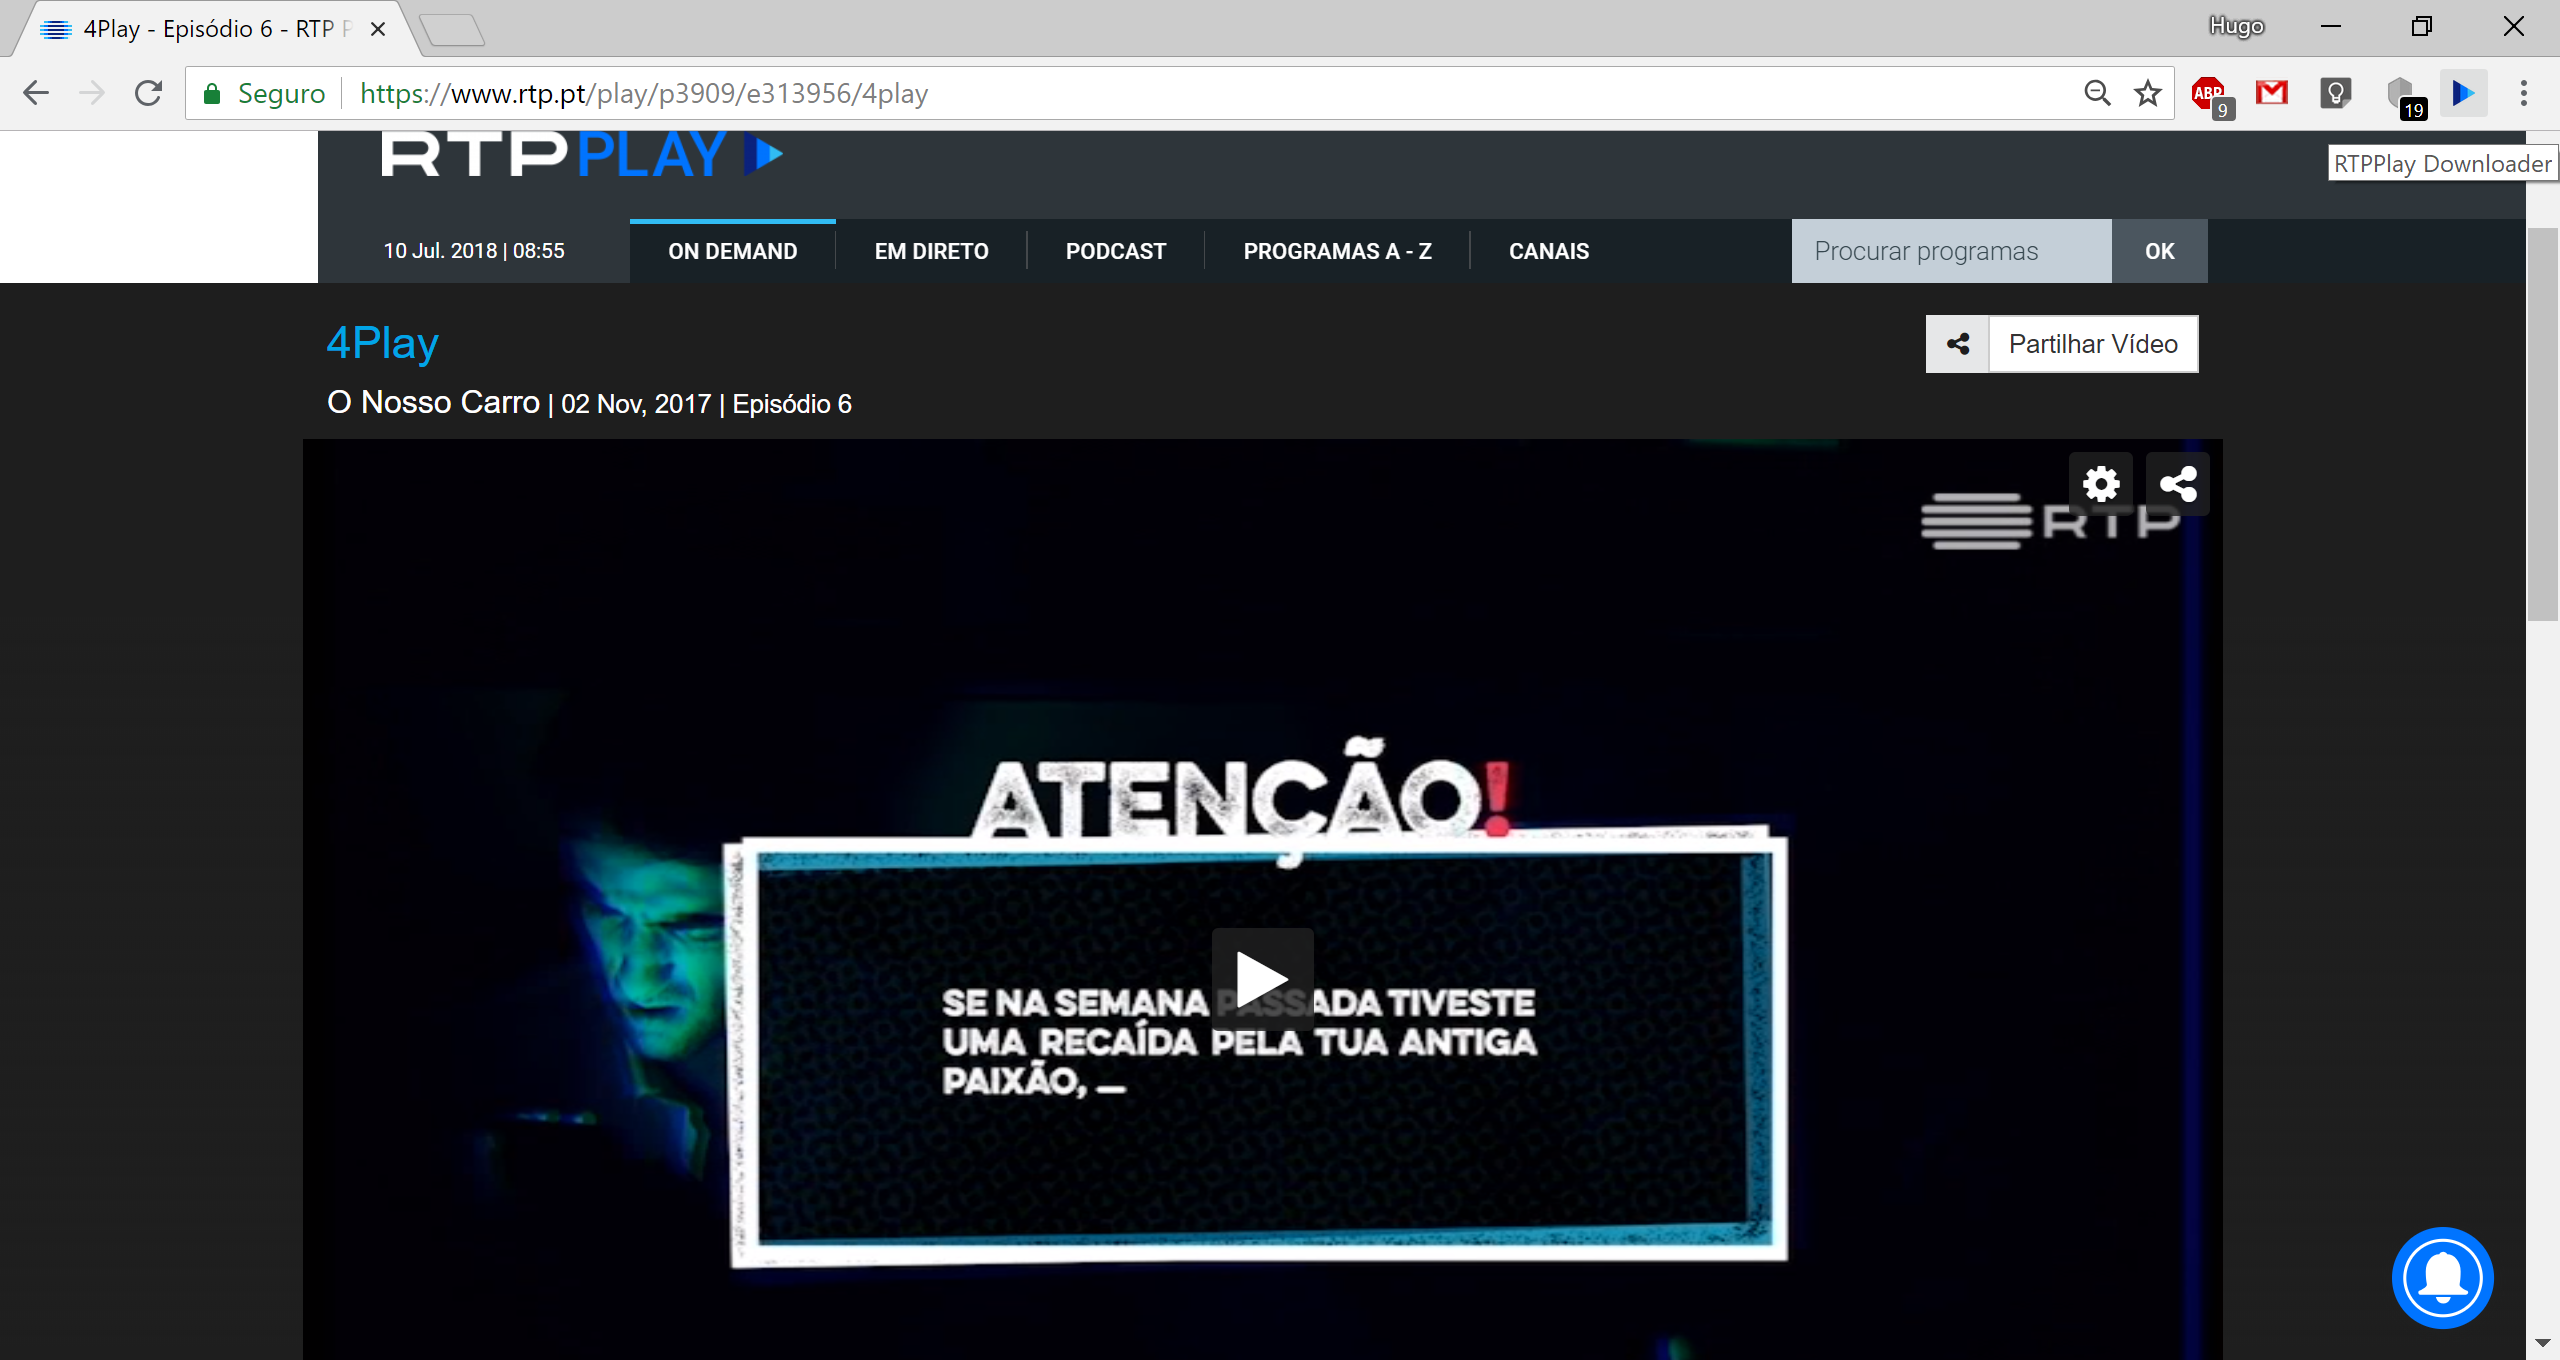 4Play - Episódio 6 - RTP P
Hugo
Seguro
https://www.rtp.pt/play/p3909/e313956/4play
ABP
9
19
RTPPlay Downloader
RTP PLAY
10 Jul. 2018 | 08:55
ON DEMAND
EM DIRETO
PODCAST
PROGRAMAS A - Z
CANAIS
Procurar programas
OK
4Play
Partilhar Vídeo
O Nosso Carro | 02 Nov, 2017 | Episódio 6
RTP
ATENÇÃO!
SE NA SEMANA PASSADA TIVESTE
UMA RECAÍDA PELA TUA ANTIGA
PAIXÃO, _